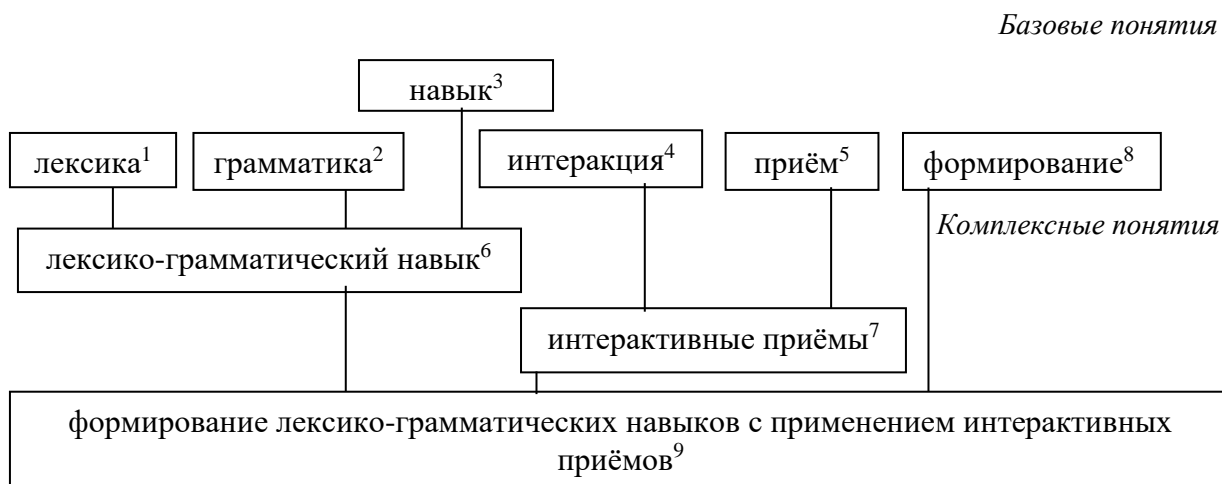 Базовые понятия
навык³
лексика¹
грамматика²
интеракция⁴
приём⁵
формирование⁸
Комплексные понятия
лексико-грамматический навык⁶
интерактивные приёмы⁷
формирование лексико-грамматических навыков с применением интерактивных
приёмов⁹